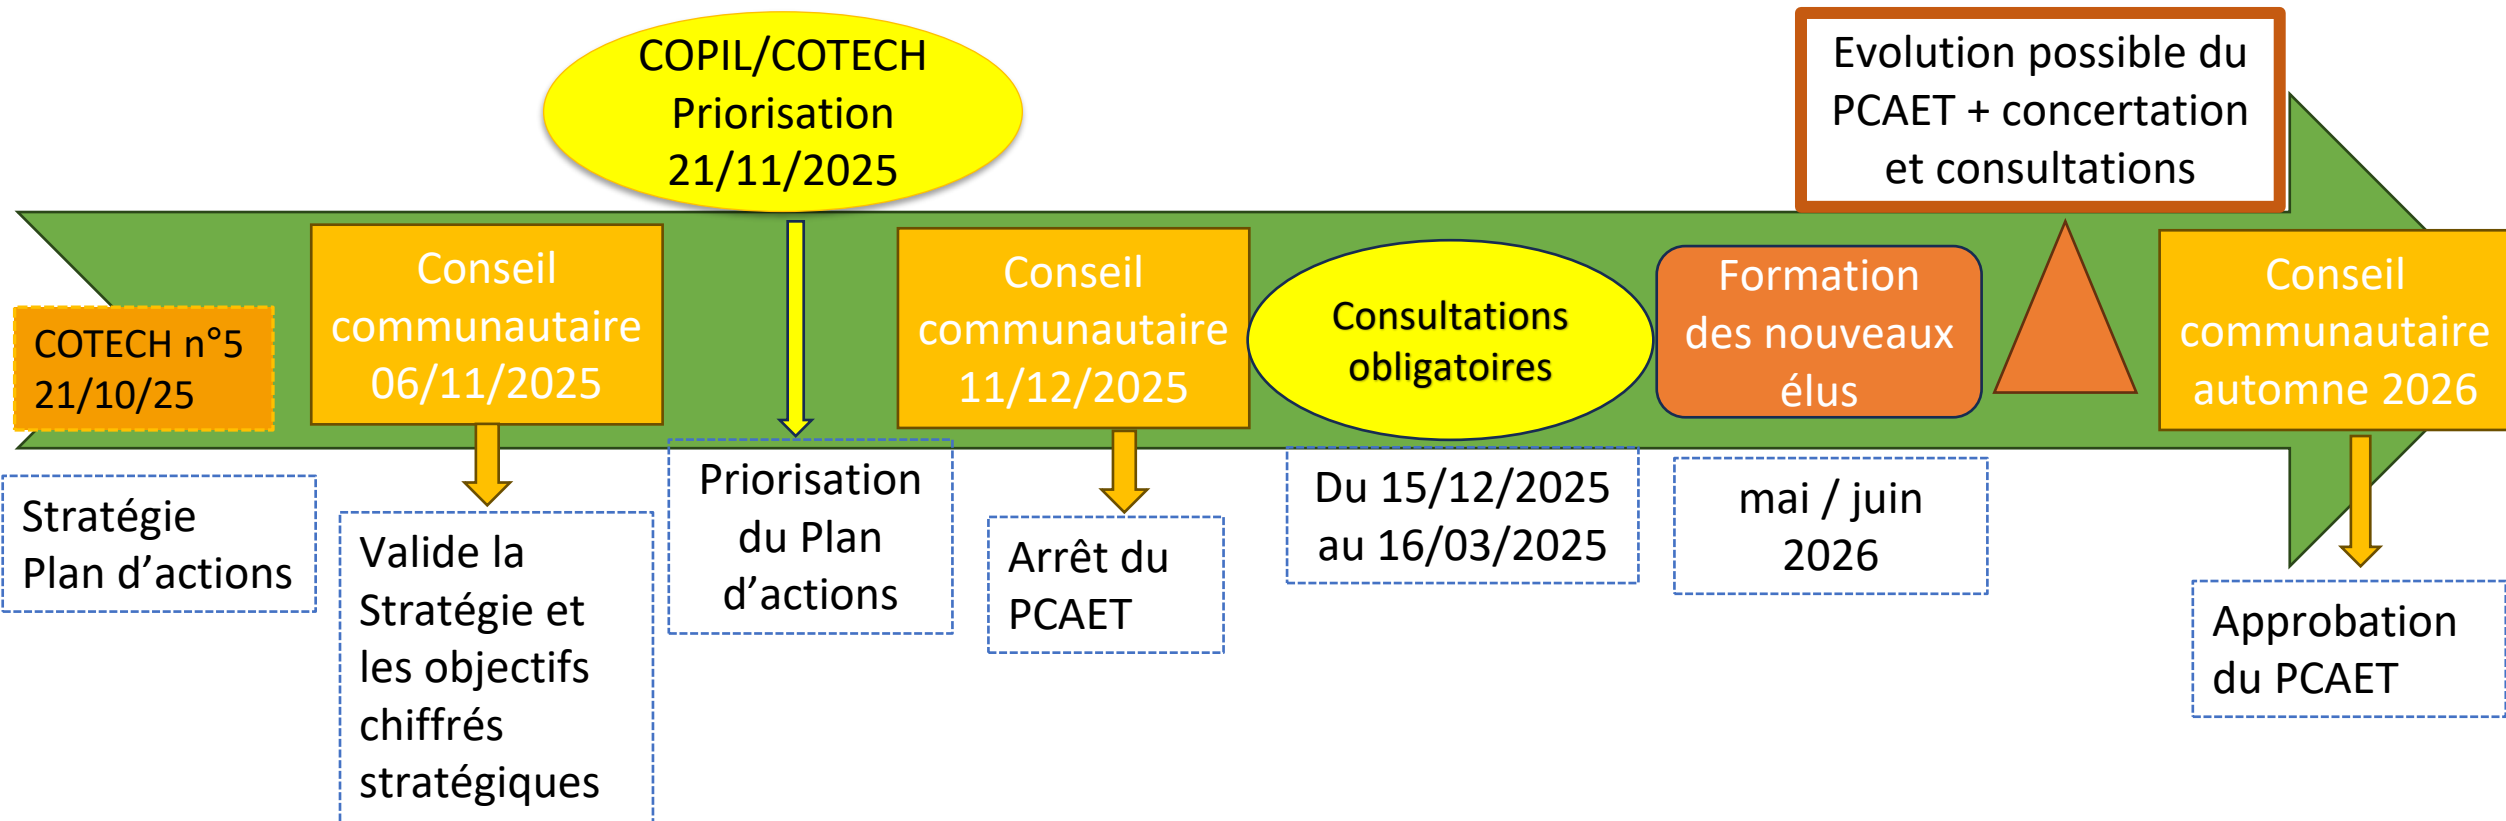 COPIL/COTECH
Priorisation
21/11/2025
Evolution possible du
PCAET + concertation
et consultations
COTECH n°5
21/10/25
Conseil
communautaire
06/11/2025
Conseil
communautaire
11/12/2025
Consultations
obligatoires
Formation
des nouveaux
élus
Conseil
communautaire
automne 2026
Stratégie
Plan d’actions
Valide la
Stratégie et
les objectifs
chiffrés
stratégiques
Priorisation
du Plan
d’actions
Arrêt du
PCAET
Du 15/12/2025
au 16/03/2025
mai / juin
2026
Approbation
du PCAET